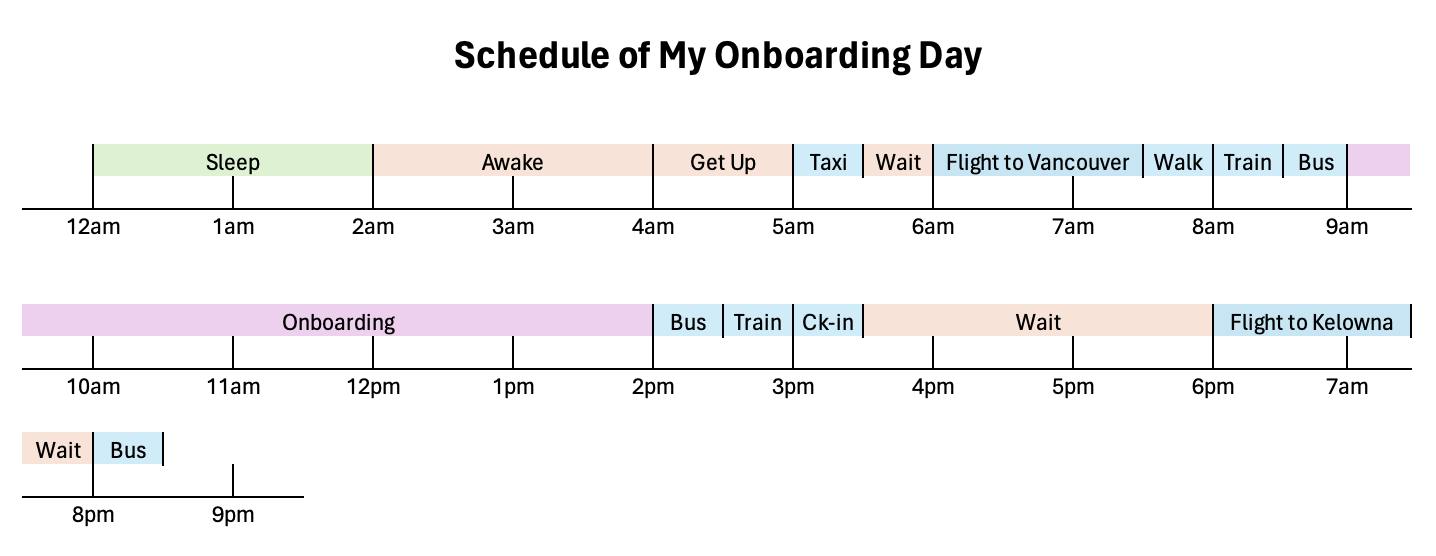 Schedule of My Onboarding Day
Sleep Awake Get Up Taxi Wait Flight to Vancouver Walk Train Bus
12am 1am 2am 3am 4am 5am 6am 7am 8am 9am
Onboarding Bus Train Ck-in Wait Flight to Kelowna
10am 11am 12pm 1pm 2pm 3pm 4pm 5pm 6pm 7am
Wait Bus
8pm 9pm